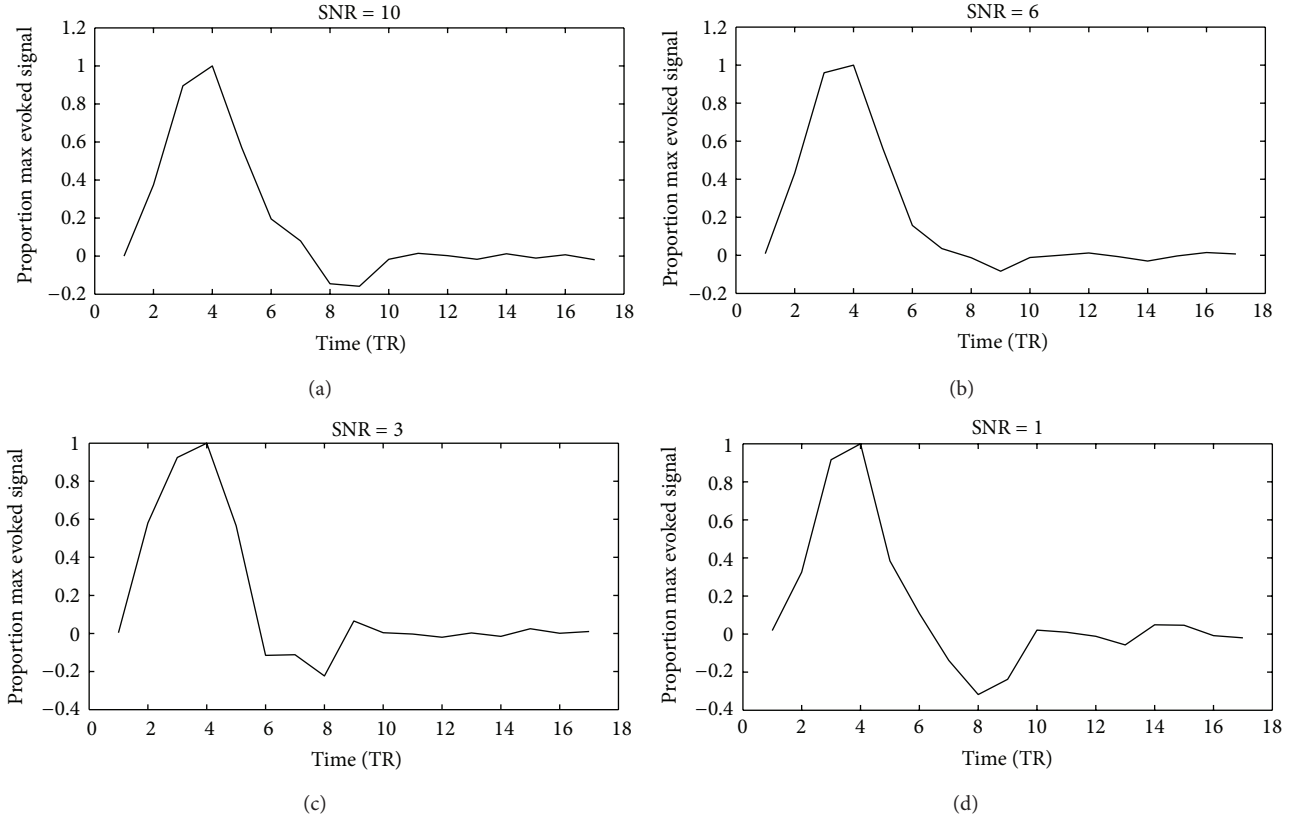 SNR = 10
Proportion max evoked signal
1.2
1
0.8
0.6
0.4
0.2
0
−0.2
0 2 4 6 8 10 12 14 16 18
Time (TR)
(a)
SNR = 6
Proportion max evoked signal
1.2
1
0.8
0.6
0.4
0.2
0
−0.2
0 2 4 6 8 10 12 14 16 18
Time (TR)
(b)
SNR = 3
Proportion max evoked signal
1
0.8
0.6
0.4
0.2
0
−0.2
−0.4
0 2 4 6 8 10 12 14 16 18
Time (TR)
(c)
SNR = 1
Proportion max evoked signal
1
0.8
0.6
0.4
0.2
0
−0.2
−0.4
0 2 4 6 8 10 12 14 16 18
Time (TR)
(d)